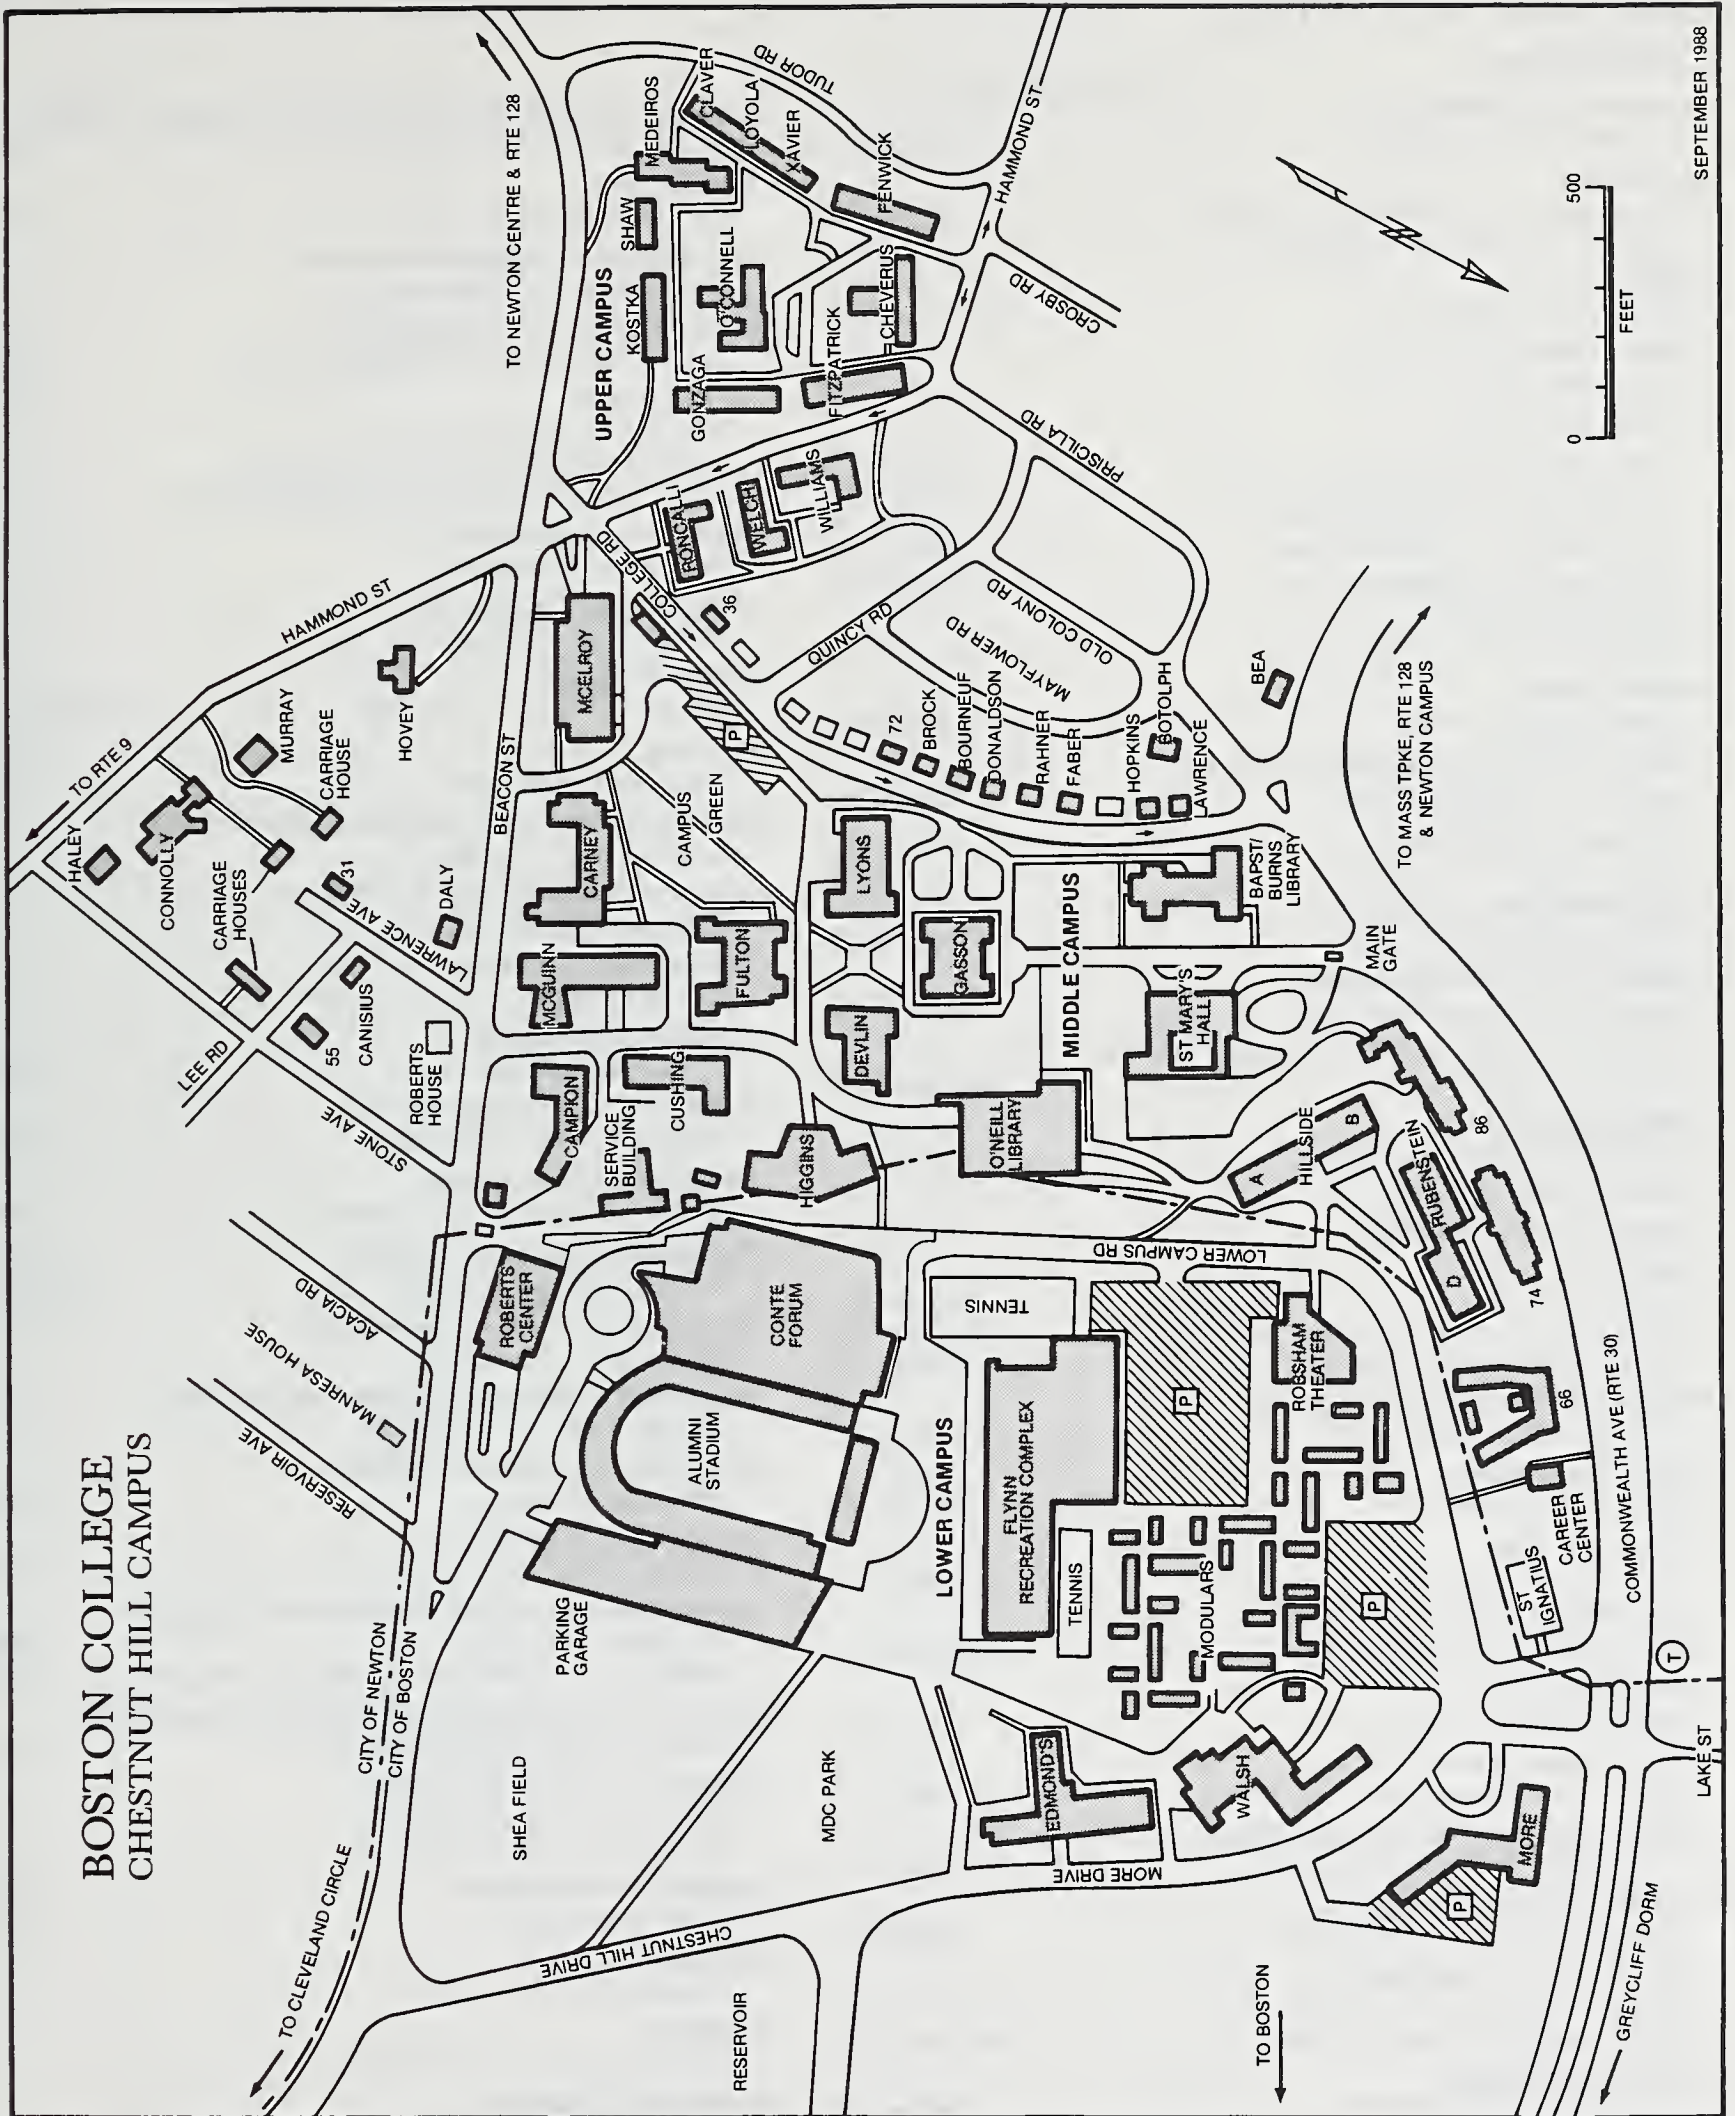 BOSTON COLLEGE
CHESTNUT HILL CAMPUS
TO CLEVELAND CIRCLE
CITY OF NEWTON
CITY OF BOSTON
RESERVOIR AVE
MANRESA HOUSE
ACACIA RD
STONE AVE
LEE RD
ROBERTS
HOUSE
55
CANISIUS
CARRIAGE
HOUSES
LAWRENCE AVE
DALY
31
CONNOLLY
HALEY
TO RTE 9
CARRIAGE
HOUSE
MURRAY
HOVEY
HAMMOND ST
BEACON ST
TO NEWTON CENTRE & RTE 128
UPPER CAMPUS
KOSTKA
SHAW
MEDEIROS
CLAVER
LOYOLA
XAVIER
FENWICK
TUDOR RD
HAMMOND ST
O'CONNELL
CHEVERUS
GONZAGA
FITZPATRICK
CROSBY RD
PRISCILLA RD
RONCALLI
WELCH
WILLIAMS
COLLEGE RD
36
QUINCY RD
MAYFLOWER RD
OLD COLONY RD
MCELROY
P
72
BROCK
BOURNEUF
DONALDSON
RAHNER
FABER
HOPKINS
BOTOLPH
LAWRENCE
BEA
TO MASS TPKE, RTE 128
& NEWTON CAMPUS
CARNEY
CAMPUS
GREEN
MCGUINN
FULTON
LYONS
GASSON
DEVLIN
MIDDLE CAMPUS
BAPST/
BURNS
LIBRARY
ST MARY'S
HALL
MAIN
GATE
CAMPION
CUSHING
SERVICE
BUILDING
HIGGINS
O'NEILL
LIBRARY
A
HILLSIDE
B
RUBENSTEIN
D
86
74
66
ROBERTS
CENTER
CONTE
FORUM
ALUMNI
STADIUM
PARKING
GARAGE
LOWER CAMPUS
LOWER CAMPUS RD
TENNIS
FLYNN
RECREATION COMPLEX
TENNIS
P
ROBSHAM
THEATER
MODULARS
P
CAREER
CENTER
ST
IGNATIUS
COMMONWEALTH AVE (RTE 30)
T
LAKE ST
SHEA FIELD
MDC PARK
EDMOND'S
WALSH
MORE DRIVE
MORE
P
CHESTNUT HILL DRIVE
RESERVOIR
TO BOSTON
GREYCLIFF DORM
0
500
FEET
SEPTEMBER 1988